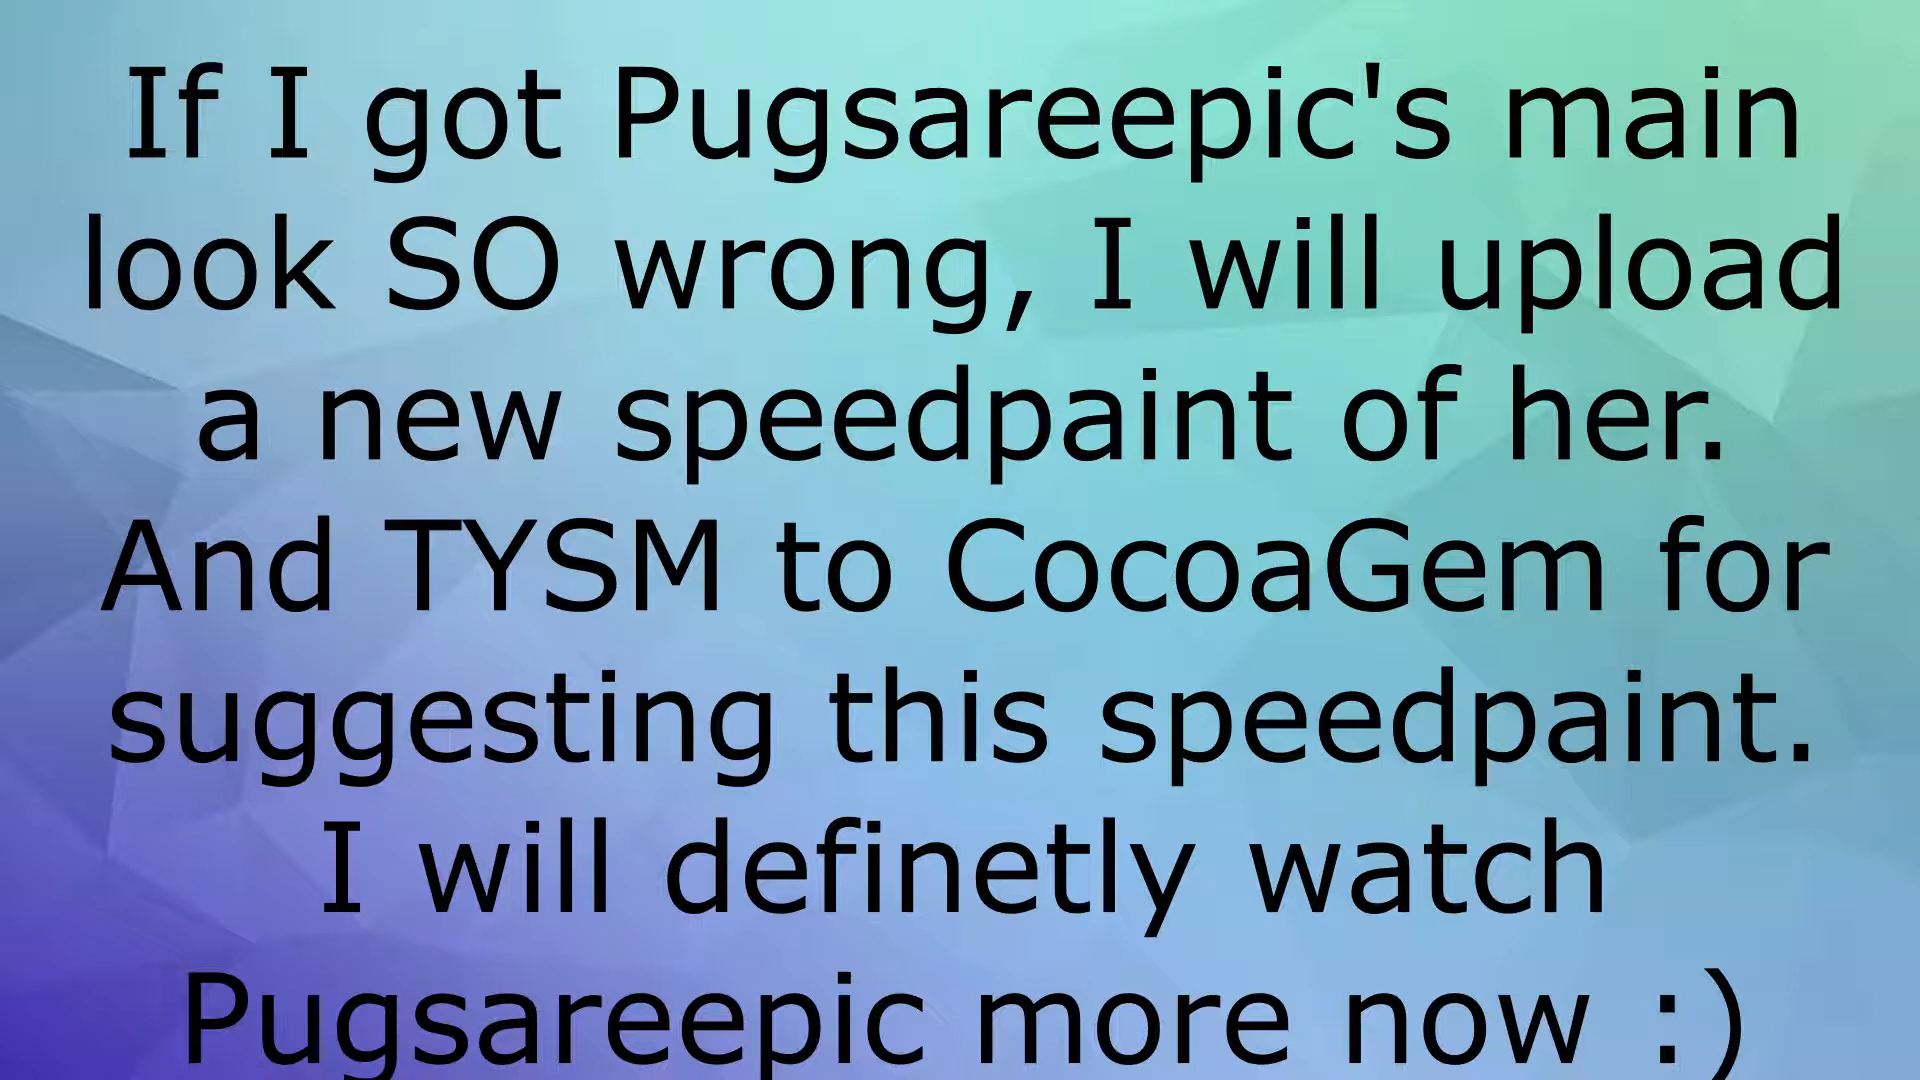 If I got Pugsareepic's main
look SO wrong, I will upload
a new speedpaint of her.
And TYSM to CocoaGem for
suggesting this speedpaint.
I will definetly watch
Pugsareepic more now :)